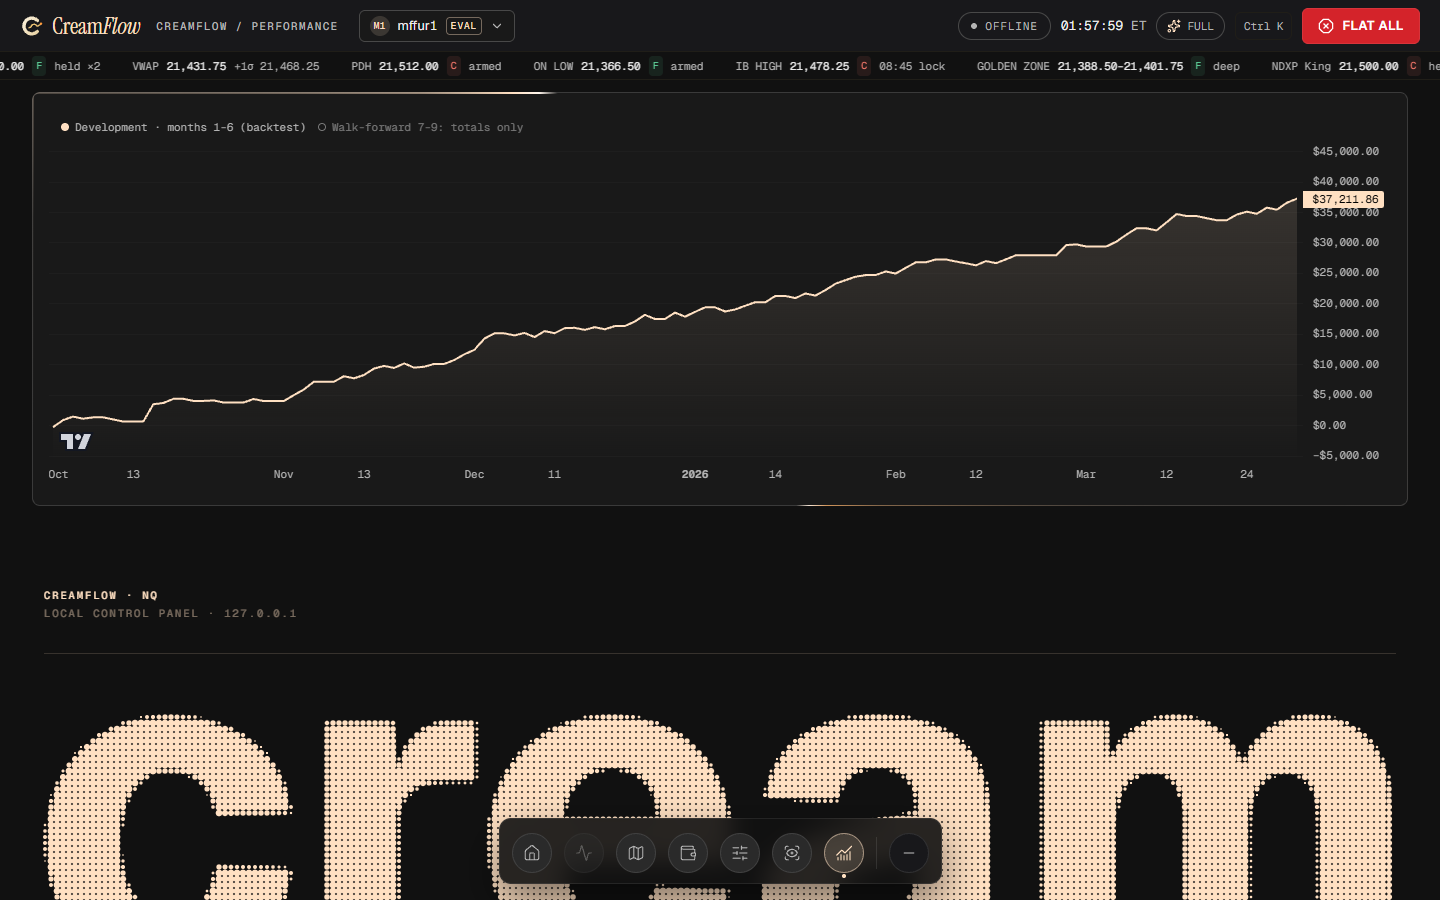 CreamFlow CREAMFLOW / PERFORMANCE M1 mffur1 EVAL OFFLINE 01:57:59 ET FULL Ctrl K FLAT ALL
0.00 F held ×2 VWAP 21,431.75 +1σ 21,468.25 PDH 21,512.00 C armed ON LOW 21,366.50 F armed IB HIGH 21,478.25 C 08:45 lock GOLDEN ZONE 21,388.50–21,401.75 F deep NDXP King 21,500.00 C he
Development · months 1–6 (backtest) Walk-forward 7–9: totals only
$45,000.00
$40,000.00
$37,211.86
$35,000.00
$30,000.00
$25,000.00
$20,000.00
$15,000.00
$10,000.00
$5,000.00
$0.00
−$5,000.00
Oct 13 Nov 13 Dec 11 2026 14 Feb 12 Mar 12 24
CREAMFLOW · NQ
LOCAL CONTROL PANEL · 127.0.0.1
cream